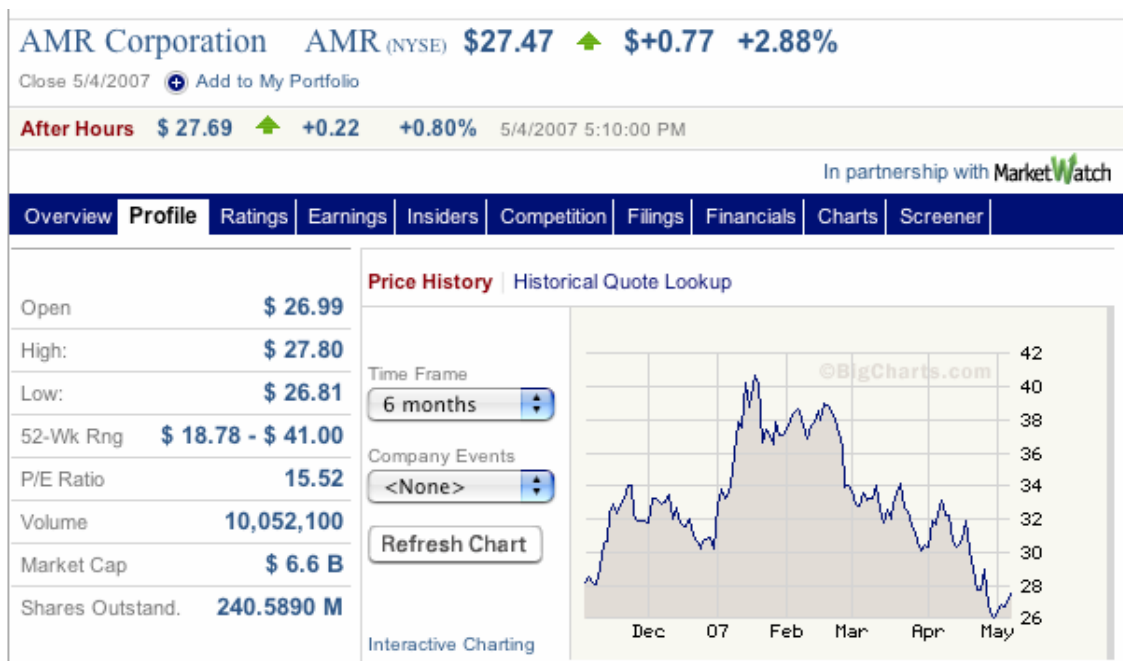 AMR Corporation AMR (NYSE) $27.47 $+0.77 +2.88%
Close 5/4/2007 Add to My Portfolio
After Hours $ 27.69 +0.22 +0.80% 5/4/2007 5:10:00 PM
In partnership with MarketWatch
Overview Profile Ratings Earnings Insiders Competition Filings Financials Charts Screener
Open $ 26.99
High: $ 27.80
Low: $ 26.81
52-Wk Rng $ 18.78 - $ 41.00
P/E Ratio 15.52
Volume 10,052,100
Market Cap $ 6.6 B
Shares Outstand. 240.5890 M
Price History Historical Quote Lookup
Time Frame
6 months
Company Events
<None>
Refresh Chart
Interactive Charting
©BigCharts.com
42
40
38
36
34
32
30
28
26
Dec 07 Feb Mar Apr May